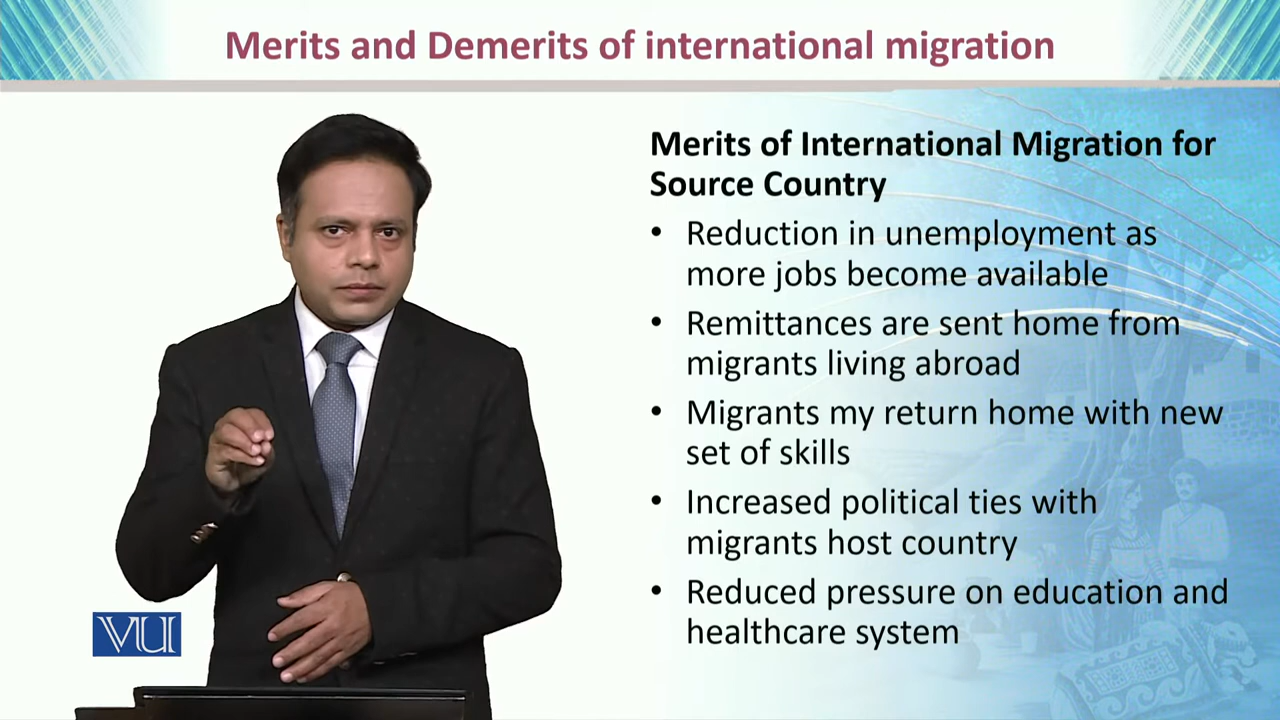 Merits and Demerits of international migration
Merits of International Migration for
Source Country
• Reduction in unemployment as
more jobs become available
• Remittances are sent home from
migrants living abroad
• Migrants my return home with new
set of skills
• Increased political ties with
migrants host country
• Reduced pressure on education and
healthcare system
VU